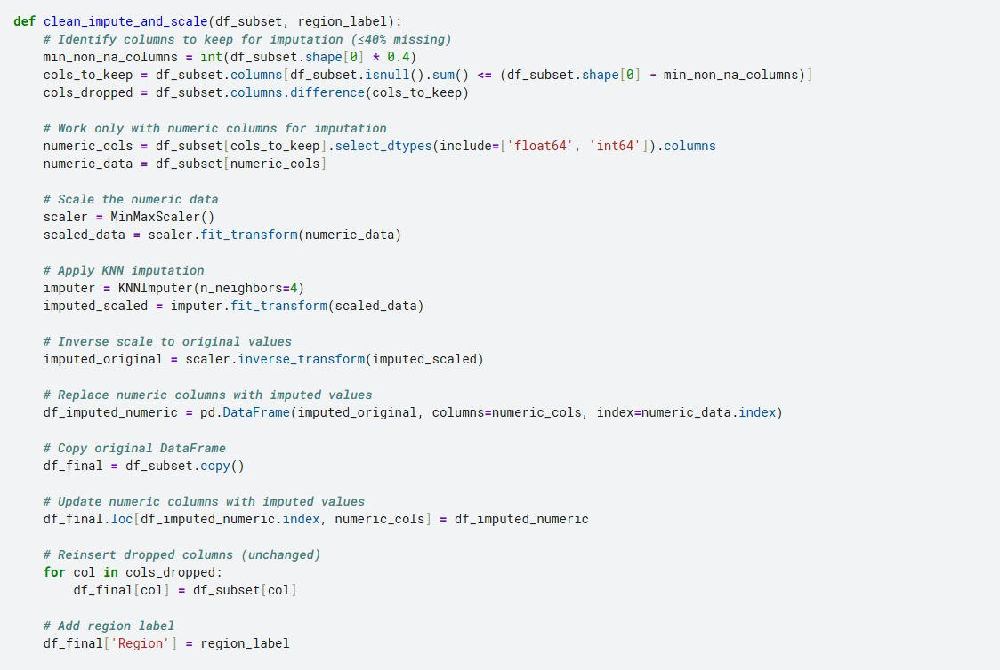 def clean_impute_and_scale(df_subset, region_label):
    # Identify columns to keep for imputation (≤40% missing)
    min_non_na_columns = int(df_subset.shape[0] * 0.4)
    cols_to_keep = df_subset.columns[df_subset.isnull().sum() <= (df_subset.shape[0] - min_non_na_columns)]
    cols_dropped = df_subset.columns.difference(cols_to_keep)

    # Work only with numeric columns for imputation
    numeric_cols = df_subset[cols_to_keep].select_dtypes(include=['float64', 'int64']).columns
    numeric_data = df_subset[numeric_cols]

    # Scale the numeric data
    scaler = MinMaxScaler()
    scaled_data = scaler.fit_transform(numeric_data)

    # Apply KNN imputation
    imputer = KNNImputer(n_neighbors=4)
    imputed_scaled = imputer.fit_transform(scaled_data)

    # Inverse scale to original values
    imputed_original = scaler.inverse_transform(imputed_scaled)

    # Replace numeric columns with imputed values
    df_imputed_numeric = pd.DataFrame(imputed_original, columns=numeric_cols, index=numeric_data.index)

    # Copy original DataFrame
    df_final = df_subset.copy()

    # Update numeric columns with imputed values
    df_final.loc[df_imputed_numeric.index, numeric_cols] = df_imputed_numeric

    # Reinsert dropped columns (unchanged)
    for col in cols_dropped:
        df_final[col] = df_subset[col]

    # Add region label
    df_final['Region'] = region_label